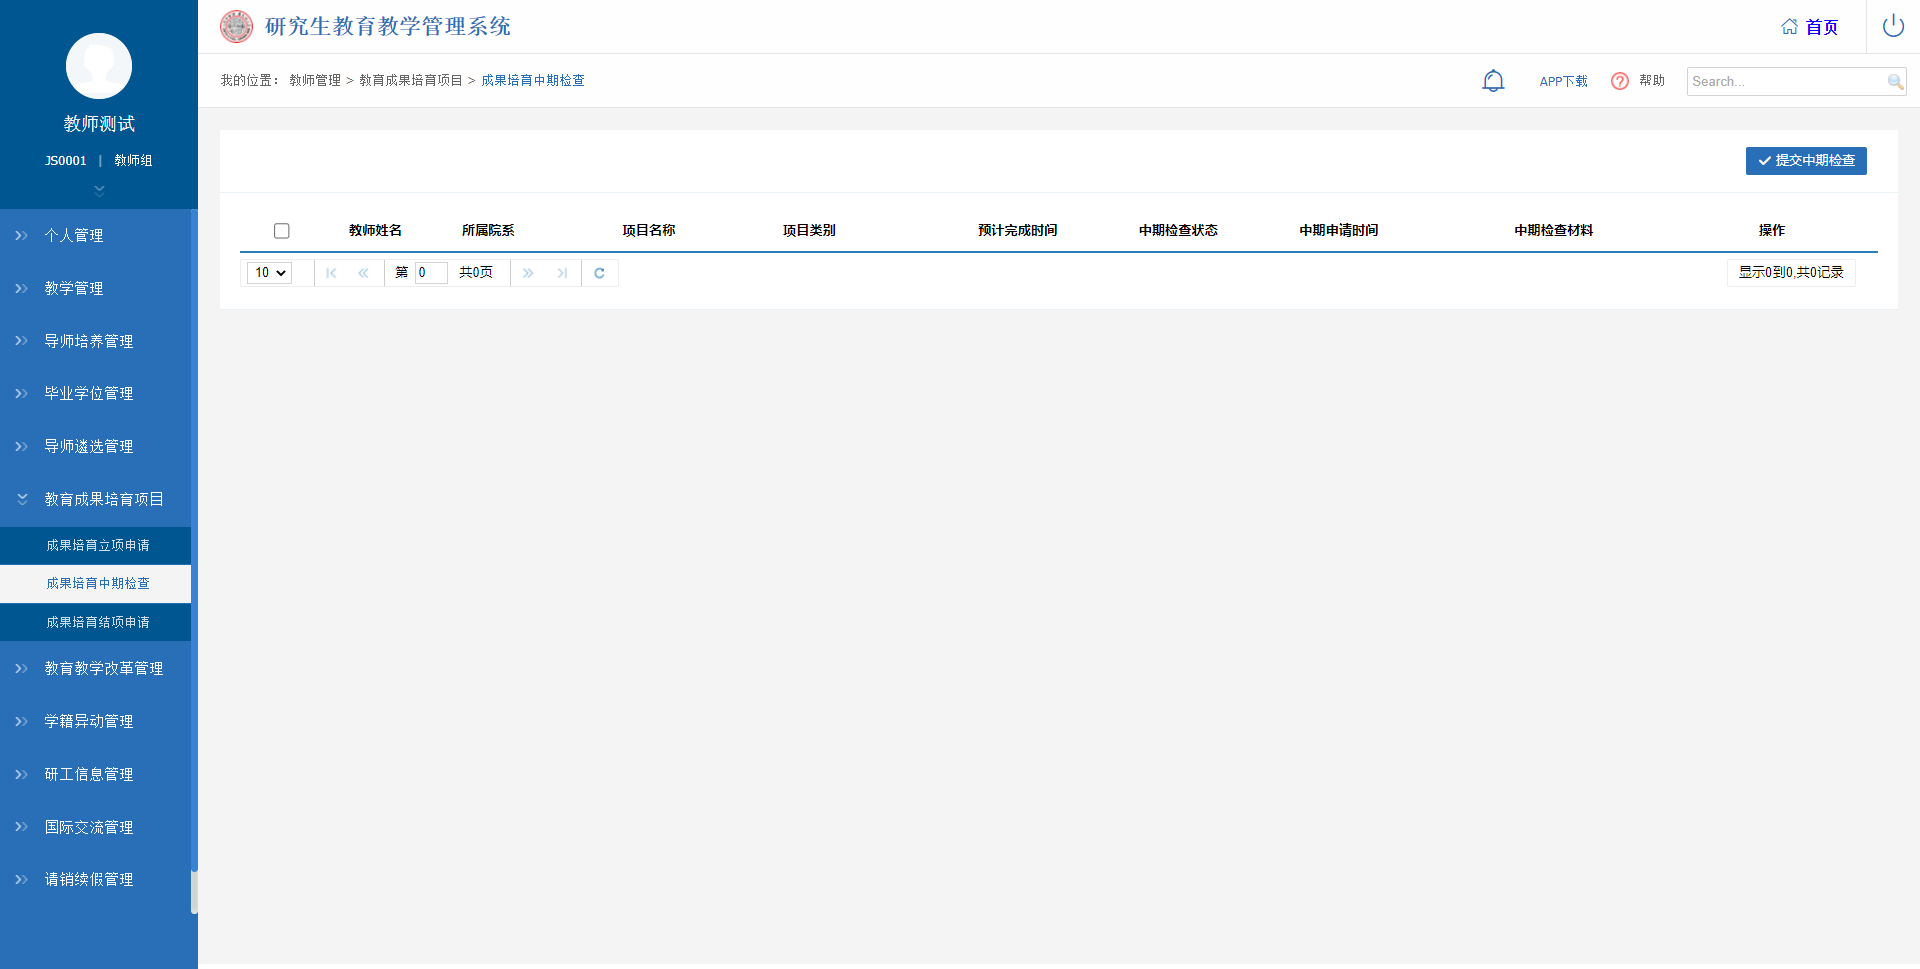 研究生教育教学管理系统
首页
我的位置： 教师管理 > 教育成果培育项目 > 成果培育中期检查
APP下载
帮助
Search...
教师测试
JS0001 | 教师组
个人管理
教学管理
导师培养管理
毕业学位管理
导师遴选管理
教育成果培育项目
成果培育立项申请
成果培育中期检查
成果培育结项申请
教育教学改革管理
学籍异动管理
研工信息管理
国际交流管理
请销续假管理
提交中期检查
教师姓名 所属院系 项目名称 项目类别 预计完成时间 中期检查状态 中期申请时间 中期检查材料 操作
10 第 0 共0页 显示0到0,共0记录